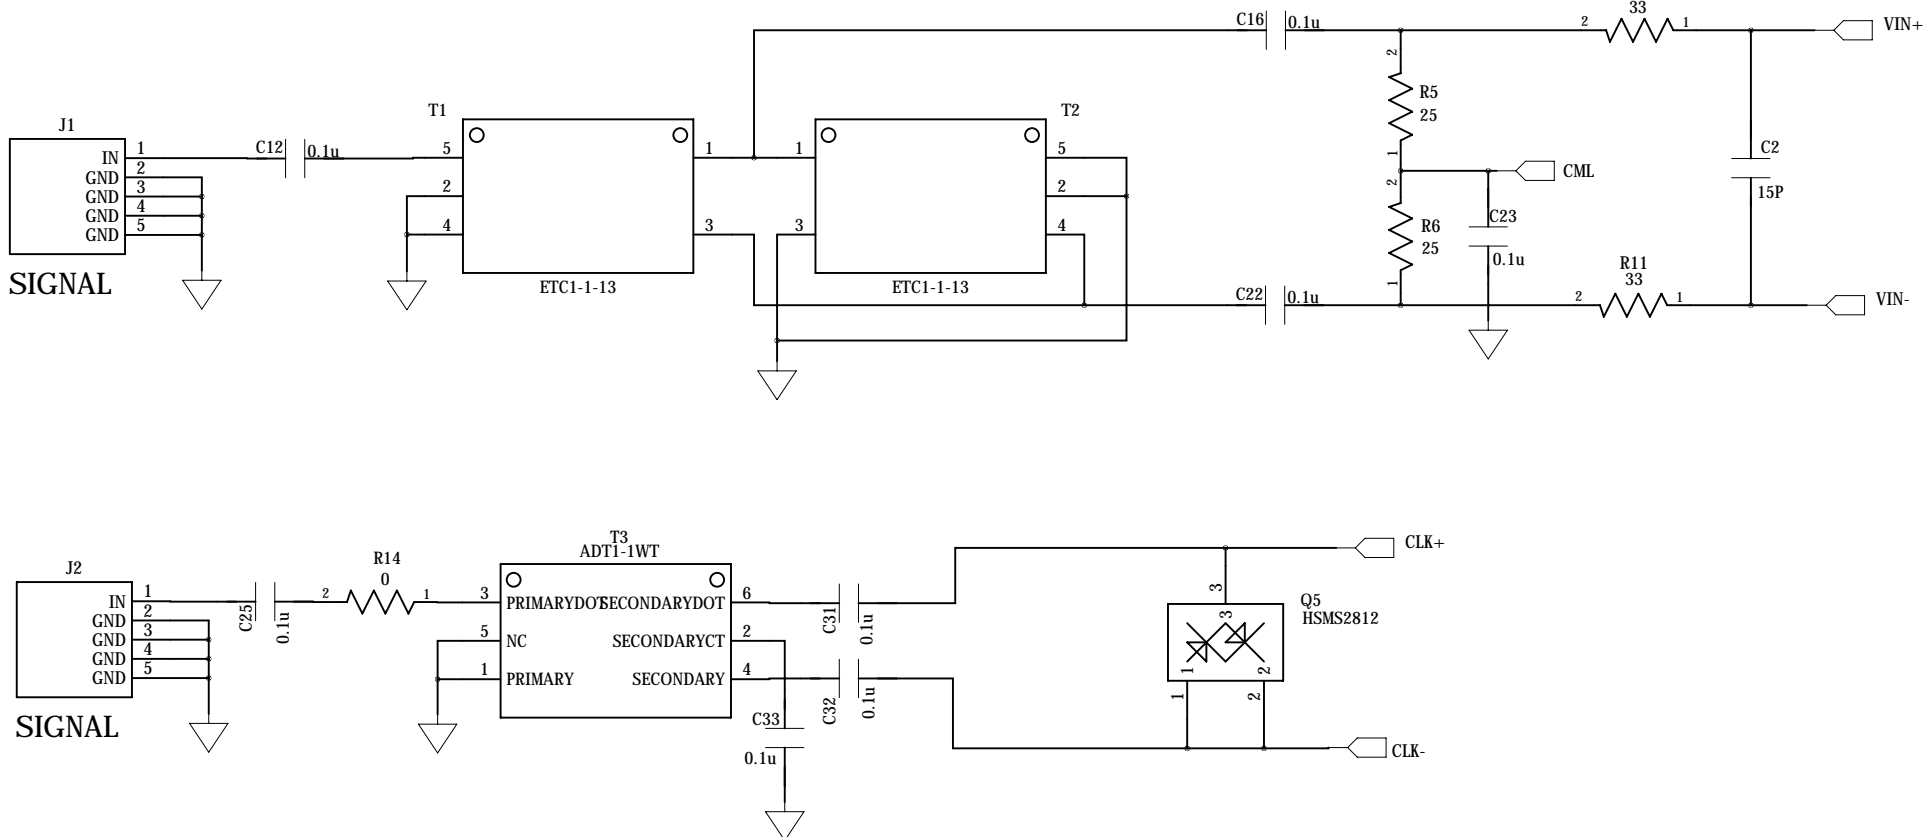 33
C16 0.1u
2 1
VIN+
2
R5
25
1
T1
T2
J1
IN 1
GND 2
GND 3
GND 4
GND 5
SIGNAL
C12 0.1u
5
2
4
1
3
ETC1-1-13
1
3
5
2
4
ETC1-1-13
CML
2
R6
25
1
C23
0.1u
C2
15P
C22 0.1u
R11
33
2 1
VIN-
T3
ADT1-1WT
J2
IN 1
GND 2
GND 3
GND 4
GND 5
SIGNAL
C25
0.1u
R14
0
2 1
3 PRIMARYDOT SECONDARYDOT 6
5 NC SECONDARYCT 2
1 PRIMARY SECONDARY 4
C31
0.1u
C32
0.1u
C33
0.1u
CLK+
3
3
Q5
HSMS2812
1 2
1 2
CLK-